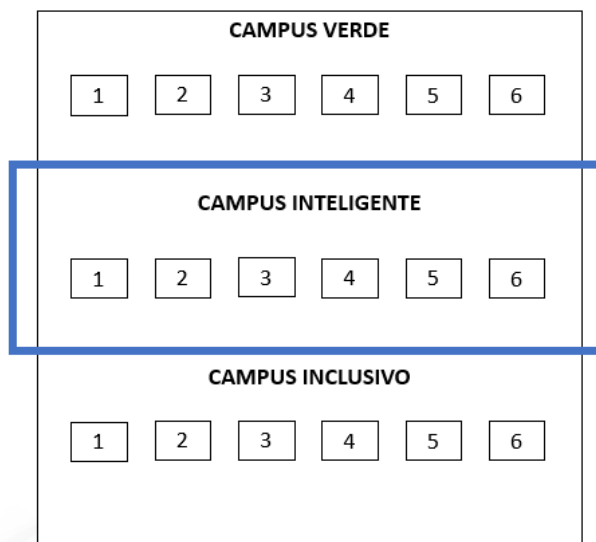 CAMPUS VERDE
1 2 3 4 5 6
CAMPUS INTELIGENTE
1 2 3 4 5 6
CAMPUS INCLUSIVO
1 2 3 4 5 6